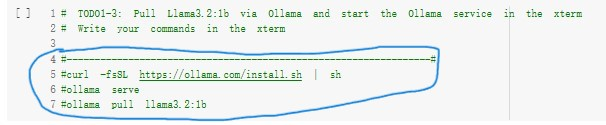 [ ] 1 # TODO1-3: Pull Llama3.2:1b via Ollama and start the Ollama service in the xterm
2 # Write your commands in the xterm
3
4 #---------------------------------------------------------------------#
5 #curl -fsSL https://ollama.com/install.sh | sh
6 #ollama serve
7 #ollama pull llama3.2:1b